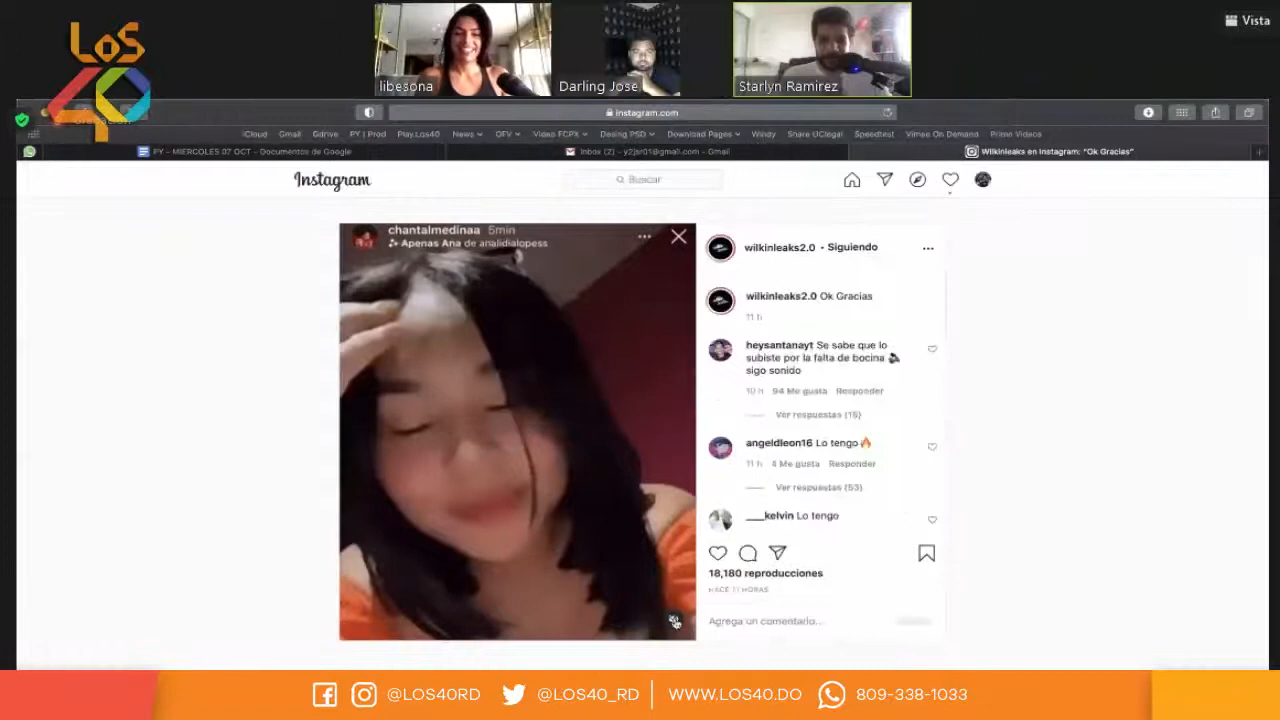 LOS
40
Vista
libesona
Darling Jose
Starlyn Ramirez
instagram.com
iCloud Gmail Gdrive PY | Prod Play.Los40 News OFV Video FCPX Desing PSD Download Pages Windy Share UClegal Speedtest Vimeo On Demand Primo Videos
PY – MIERCOLES 07 OCT – Documentos de Google
Inbox (2) – y2jsr01@gmail.com – Gmail
Wilkinleaks en Instagram: "Ok Gracias"
Instagram
Buscar
chantalmedinaa 5min
Apenas Ana de analidialopess
wilkinleaks2.0 • Siguiendo
wilkinleaks2.0 Ok Gracias
11 h
heysantanayt Se sabe que lo
subiste por la falta de bocina
sigo sonido
10 h 94 Me gusta Responder
Ver respuestas (15)
angeldleon16 Lo tengo🔥
11 h 4 Me gusta Responder
Ver respuestas (53)
___kelvin Lo tengo
18,180 reproducciones
HACE 11 HORAS
Agrega un comentario...
@LOS40RD @LOS40_RD WWW.LOS40.DO 809-338-1033